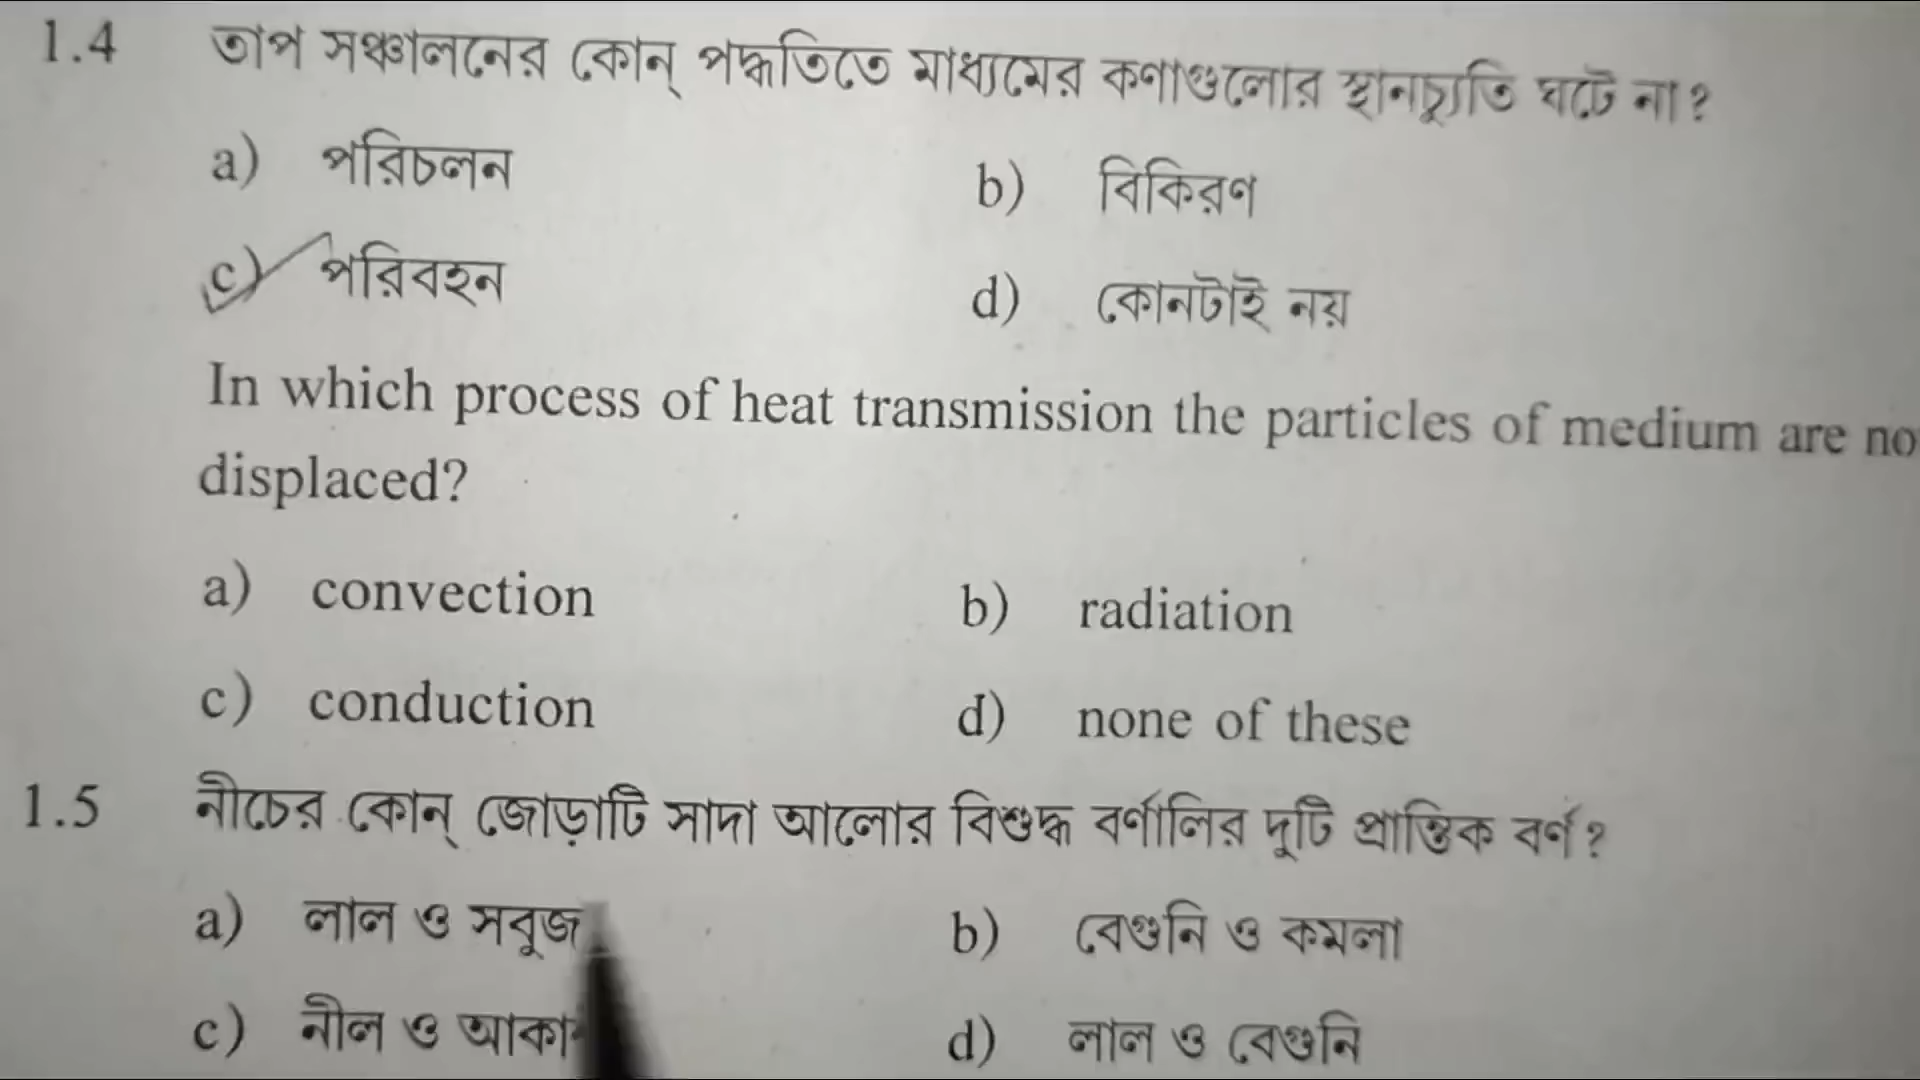 1.4 তাপ সঞ্চালনের কোন্ পদ্ধতিতে মাধ্যমের কণাগুলোর স্থানচ্যুতি ঘটে না?
a) পরিচলন b) বিকিরণ
c) পরিবহন d) কোনটাই নয়
In which process of heat transmission the particles of medium are no
displaced?
a) convection b) radiation
c) conduction d) none of these
1.5 নীচের কোন্ জোড়াটি সাদা আলোর বিশুদ্ধ বর্ণালির দুটি প্রান্তিক বর্ণ?
a) লাল ও সবুজ b) বেগুনি ও কমলা
c) নীল ও d) লাল ও বেগুনি